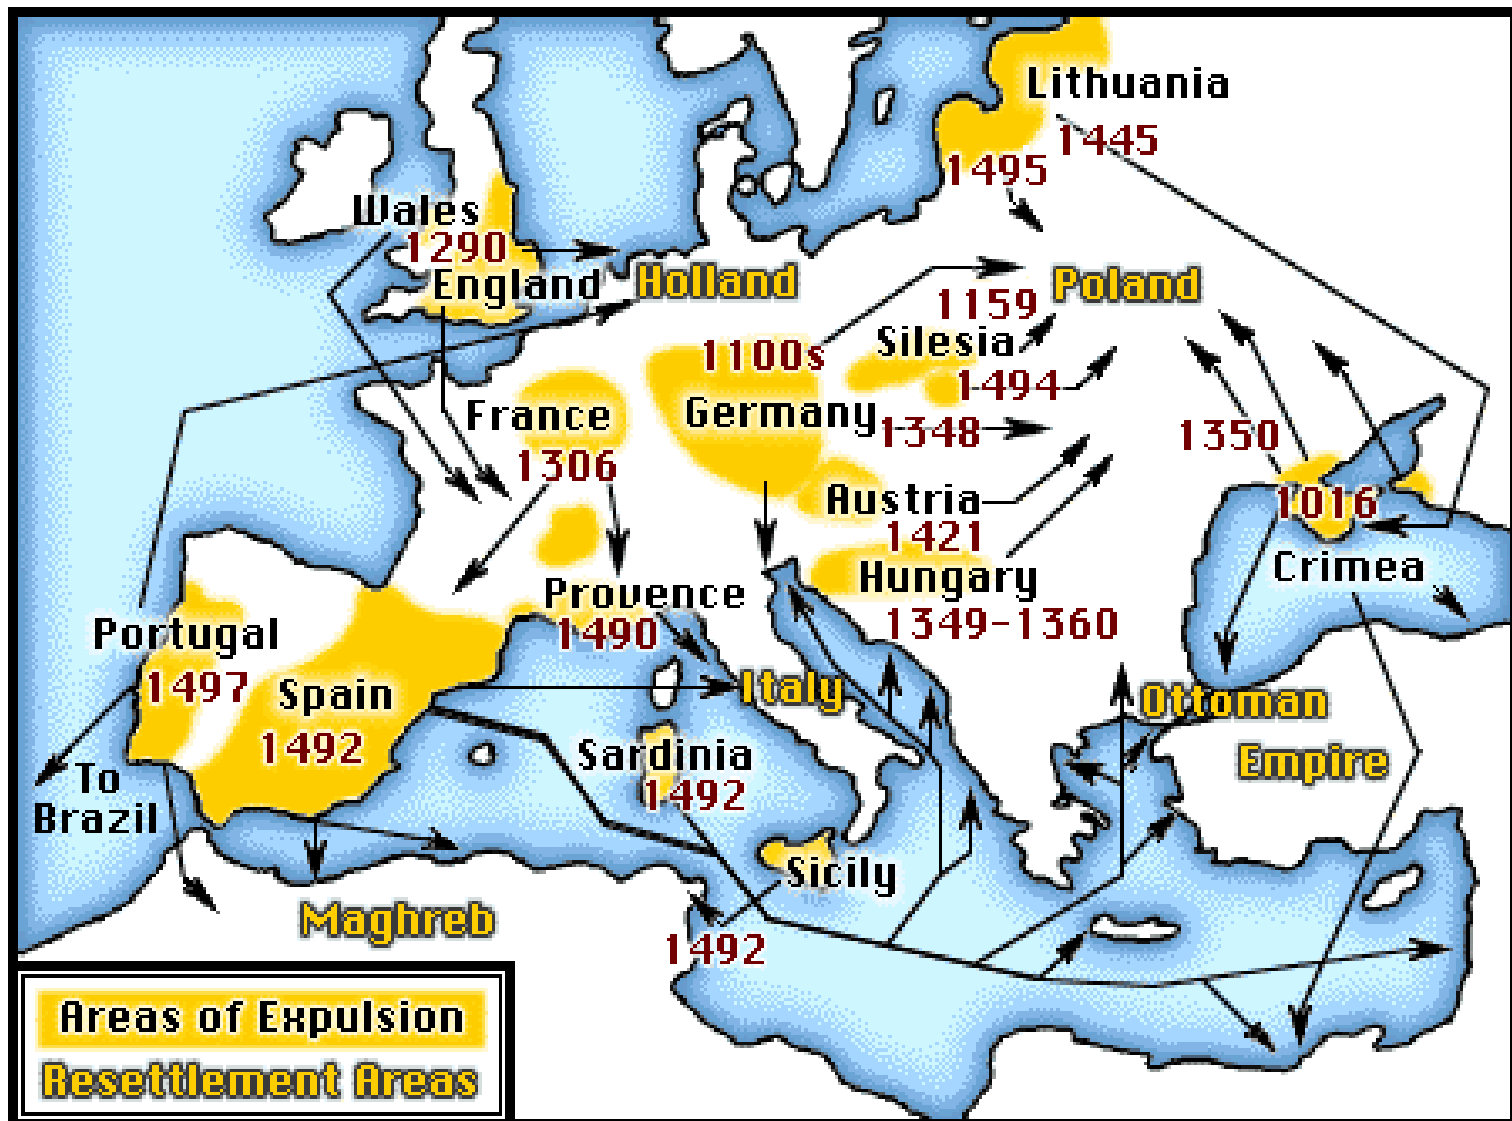 Lithuania
1445
1495
Wales
1290
England
Holland
Poland
1159
Silesia
1100s
1494
France
Germany
1348
1350
1306
Austria
1016
1421
Crimea
Hungary
Provence
1349-1360
1490
Portugal
1497
Spain
Italy
Ottoman
Empire
1492
Sardinia
1492
To
Brazil
Sicily
Maghreb
1492
Areas of Expulsion
Resettlement Areas